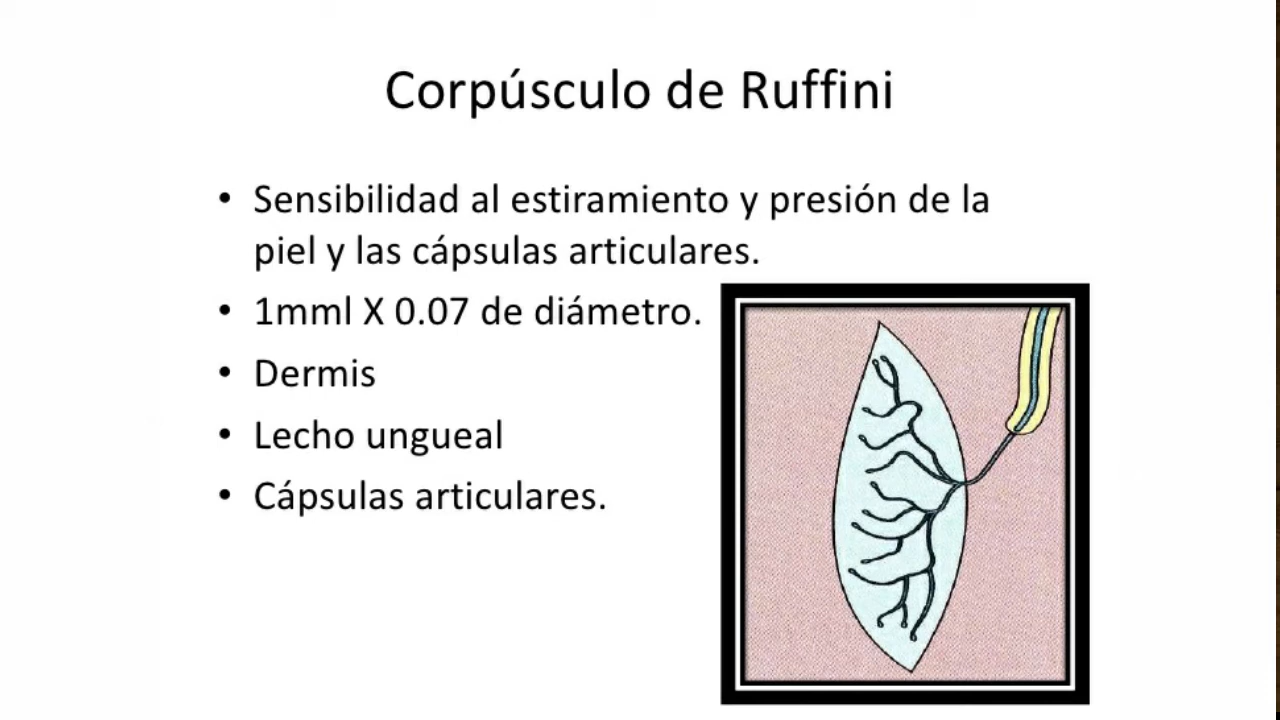 Corpúsculo de Ruffini
• Sensibilidad al estiramiento y presión de la
piel y las cápsulas articulares.
• 1mml X 0.07 de diámetro.
• Dermis
• Lecho ungueal
• Cápsulas articulares.